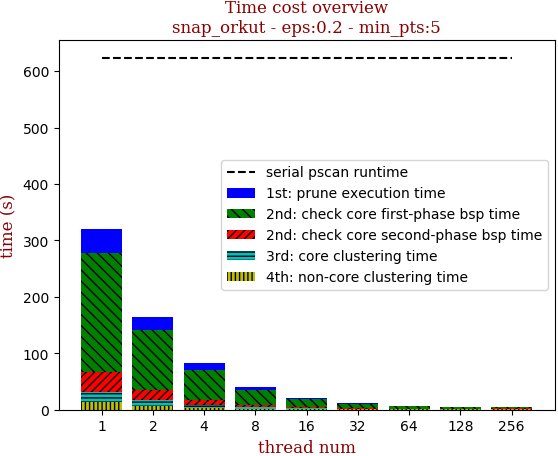 Time cost overview
snap_orkut - eps:0.2 - min_pts:5
time (s)
600
500
400
300
200
100
0
serial pscan runtime
1st: prune execution time
2nd: check core first-phase bsp time
2nd: check core second-phase bsp time
3rd: core clustering time
4th: non-core clustering time
1 2 4 8 16 32 64 128 256
thread num